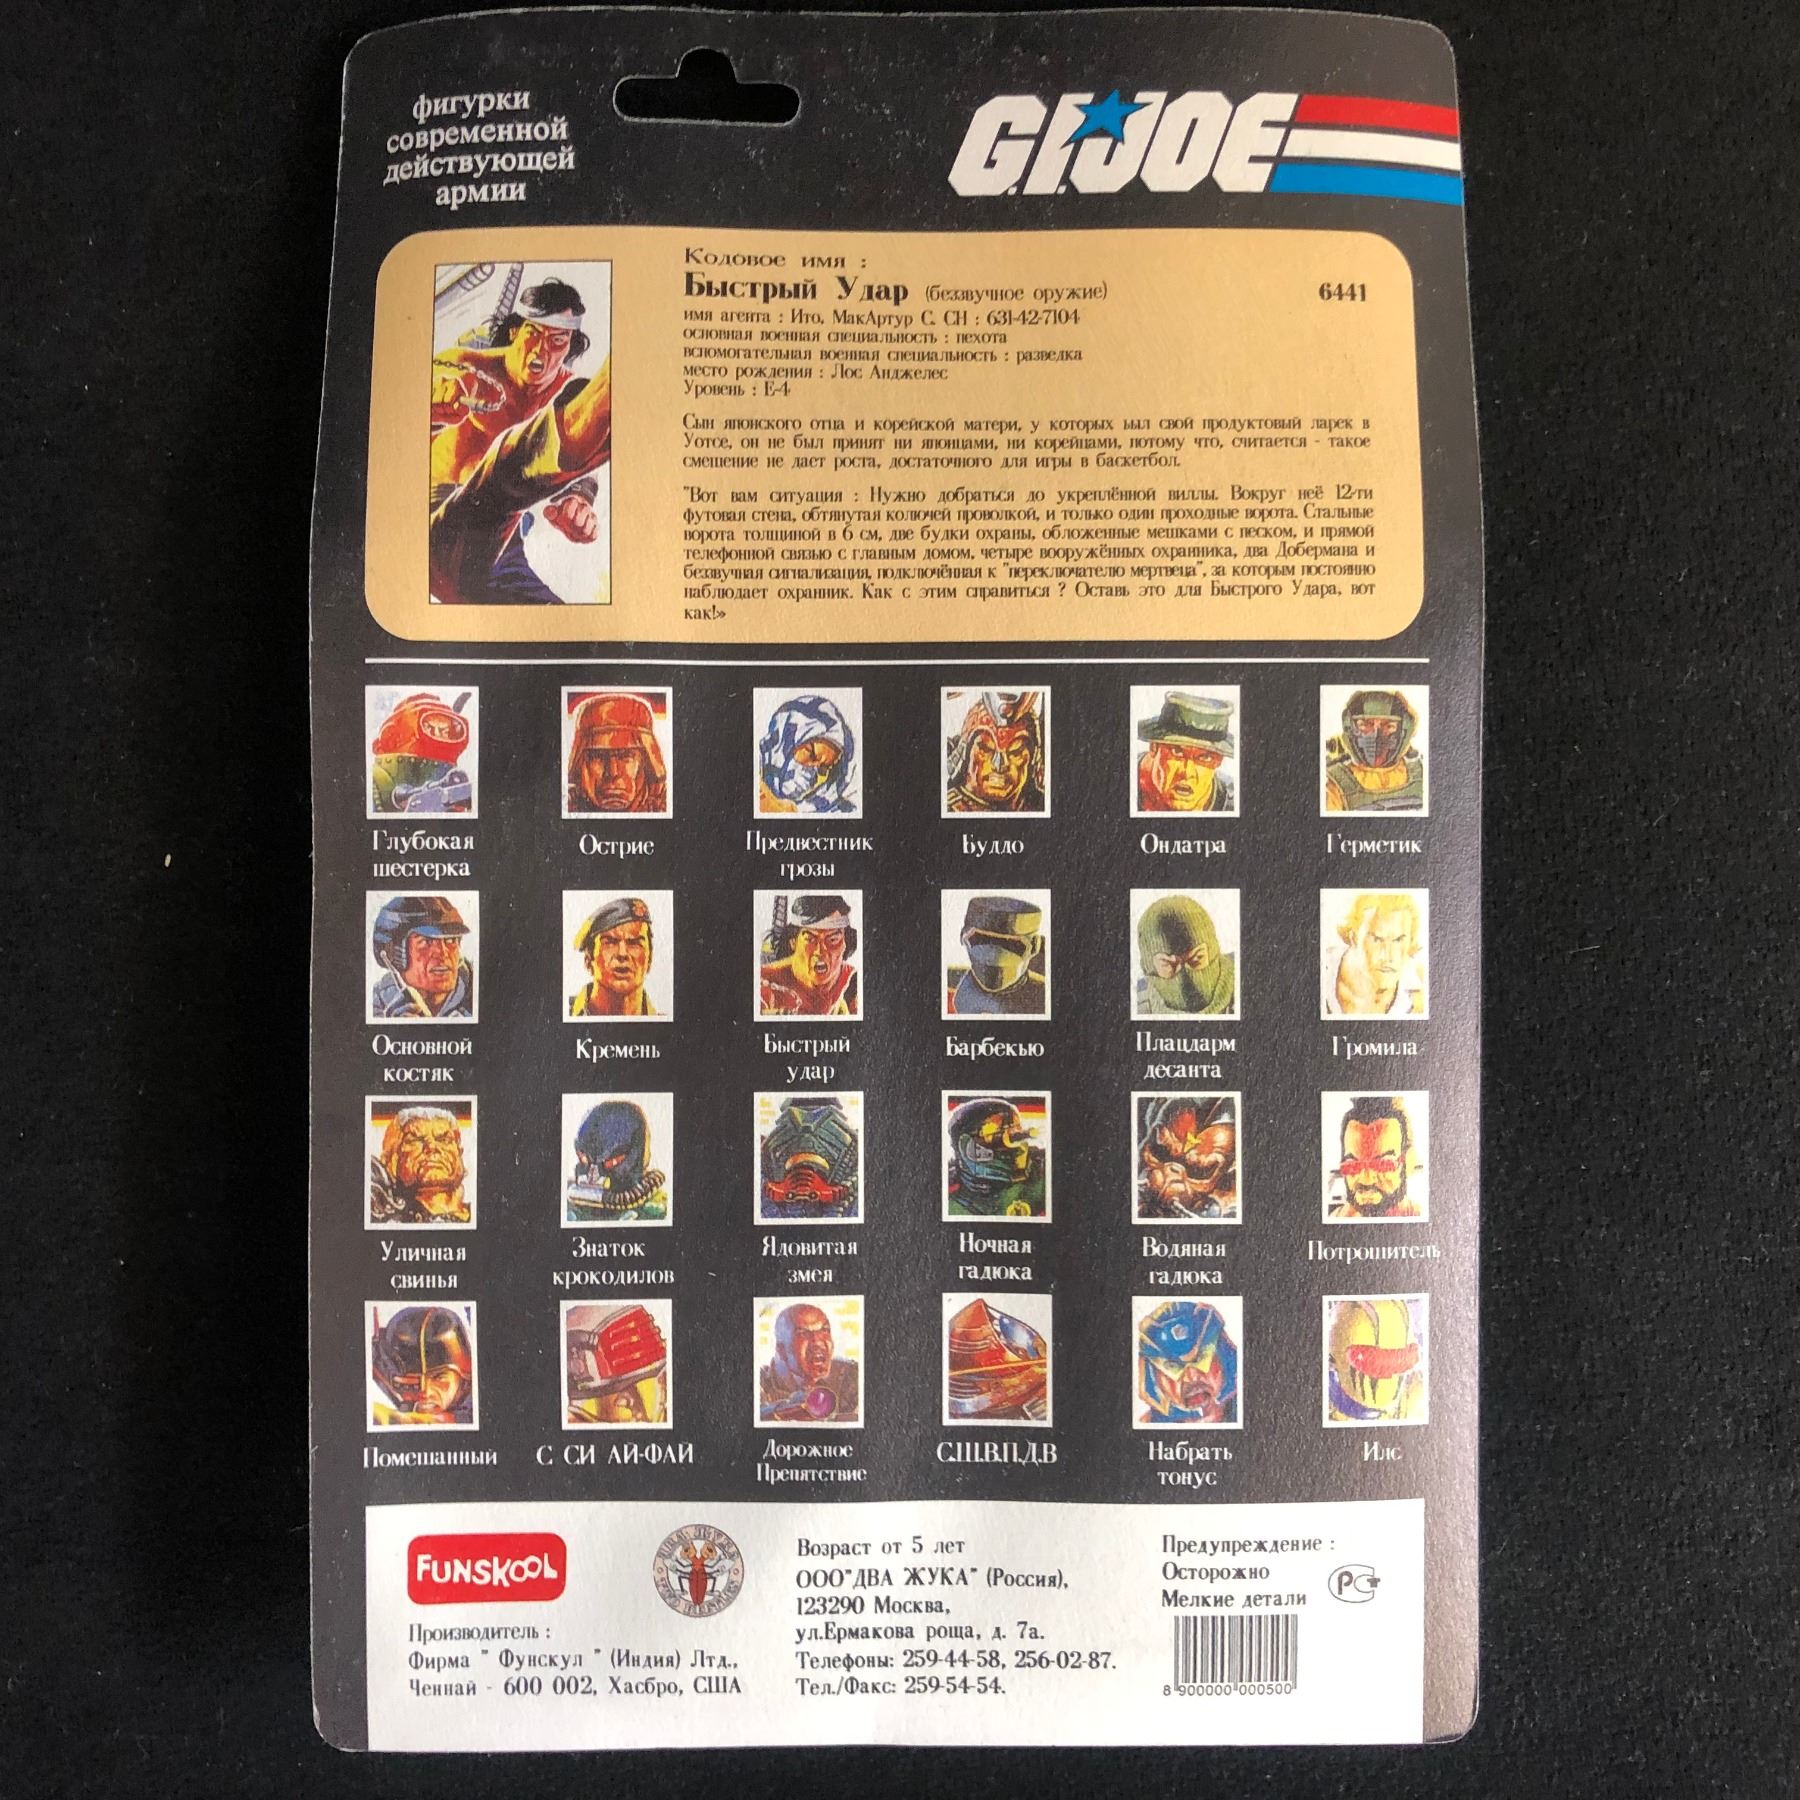 фигурки
современной
действующей
армии
G.I.JOE
Кодовое имя :
Быстрый Удар (беззвучное оружие)
6441
имя агента : Ито, МакАртур С. СН : 631-42-7104
основная военная специальность : пехота
вспомогательная военная специальность : разведка
место рождения : Лос Анджелес
Уровень : Е-4
Сын японского отца и корейской матери, у которых ыыл свой продуктовый ларек в
Уотсе, он не был принят ни японцами, ни корейцами, потому что, считается - такое
смешение не дает роста, достаточного для игры в баскетбол.
"Вот вам ситуация : Нужно добраться до укреплённой виллы. Вокруг неё 12-ти
футовая стена, обтянутая колючей проволкой, и только один проходные ворота. Стальные
ворота толщиной в 6 см, две будки охраны, обложенные мешками с песком, и прямой
телефонной связью с главным домом, четыре вооружённых охранника, два Добермана и
беззвучная сигнализация, подключённая к "переключателю мертвеца", за которым постоянно
наблюдает охранник. Как с этим справиться ? Оставь это для Быстрого Удара, вот
как!»
Глубокая
шестерка
Острие
Предвестник
грозы
Будло
Ондатра
Герметик
Основной
костяк
Кремень
Быстрый
удар
Барбекью
Плацдарм
десанта
Громила
Уличная
свинья
Знаток
крокодилов
Ядовитая
змея
Ночная
гадюка
Водяная
гадюка
Потрошитель
Помешанный
С СИ АЙ-ФАЙ
Дорожное
Препятствие
С.Ш.В.П.Д.В
Набрать
тонус
Илс
FUNSKOOL
Производитель :
Фирма " Фунскул " (Индия) Лтд.,
Ченнай - 600 002, Хасбро, США
Возраст от 5 лет
ООО"ДВА ЖУКА" (Россия),
123290 Москва,
ул.Ермакова роща, д. 7а.
Телефоны: 259-44-58, 256-02-87.
Тел./Факс: 259-54-54.
Предупреждение :
Осторожно
Мелкие детали
РСТ
8 900000 000500